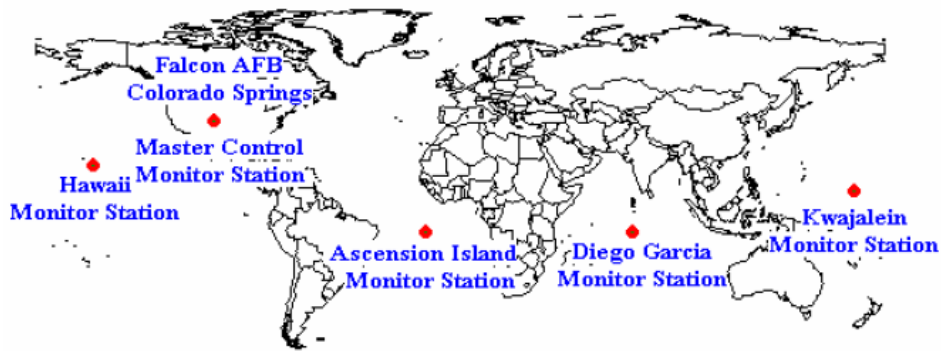 Falcon AFB
Colorado Springs
Master Control
Monitor Station
Hawaii
Monitor Station
Ascension Island
Monitor Station
Diego Garcia
Monitor Station
Kwajalein
Monitor Station